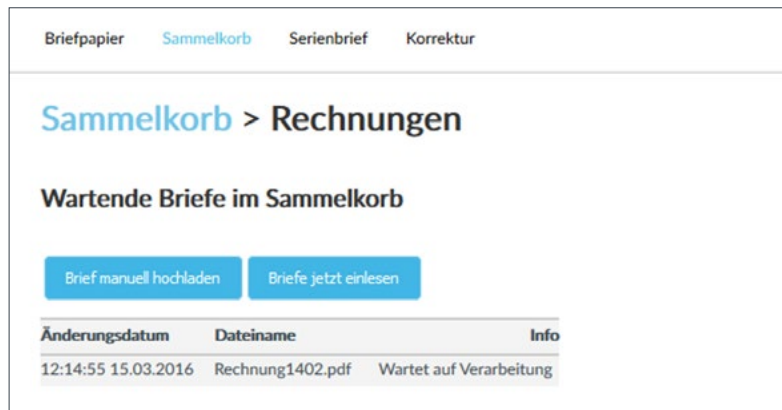 Briefpapier Sammelkorb Serienbrief Korrektur
Sammelkorb > Rechnungen
Wartende Briefe im Sammelkorb
Brief manuell hochladen Briefe jetzt einlesen
Änderungsdatum Dateiname Info
12:14:55 15.03.2016 Rechnung1402.pdf Wartet auf Verarbeitung